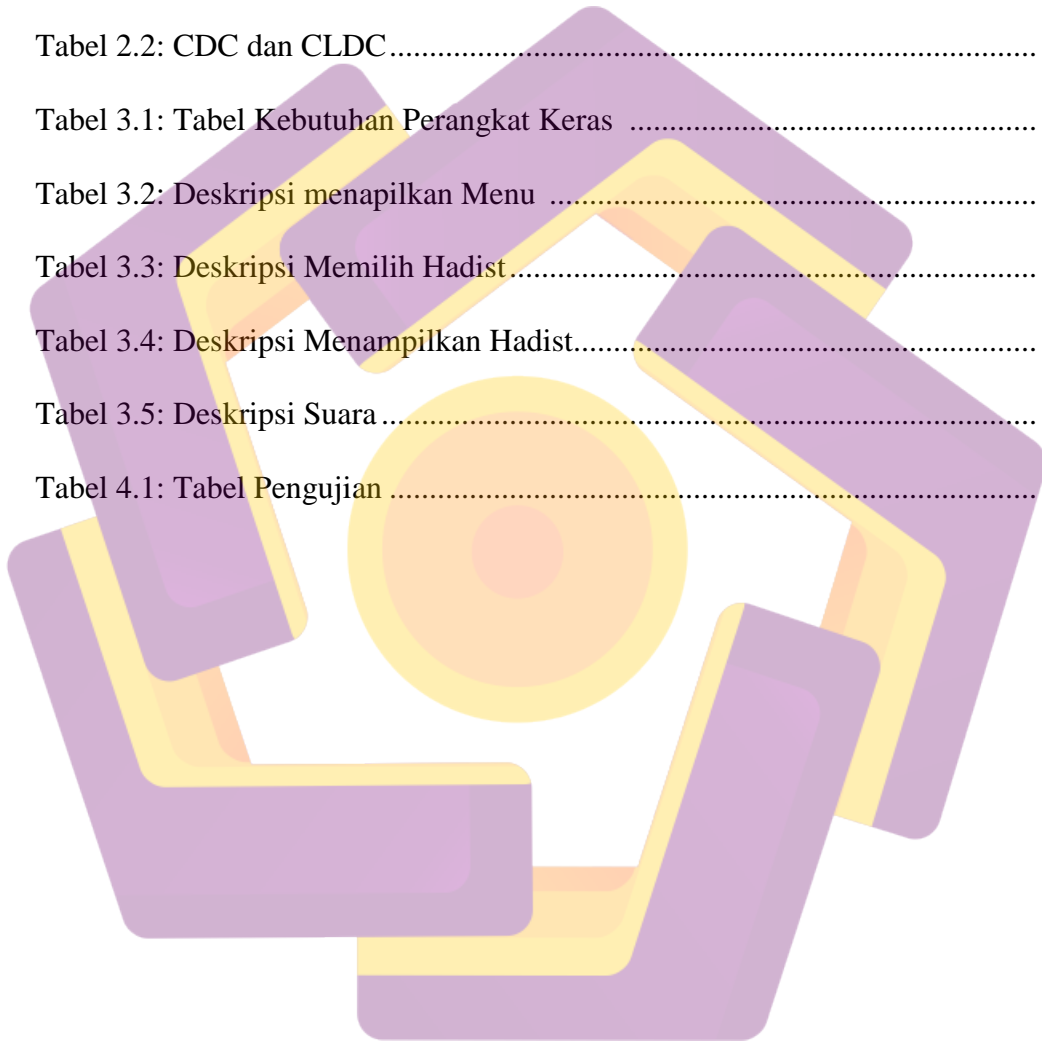 Tabel 2.2: CDC dan CLDC................................................................................
Tabel 3.1: Tabel Kebutuhan Perangkat Keras ..................................................
Tabel 3.2: Deskripsi menapilkan Menu ............................................................
Tabel 3.3: Deskripsi Memilih Hadist.................................................................
Tabel 3.4: Deskripsi Menampilkan Hadist.........................................................
Tabel 3.5: Deskripsi Suara.................................................................................
Tabel 4.1: Tabel Pengujian................................................................................